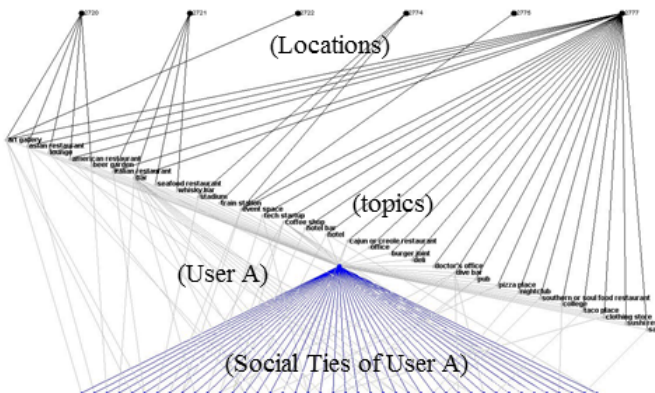 2720
2721
2722
2774
2775
2777
(Locations)
art gallery
asian restaurant
lounge
american restaurant
beer garden
italian restaurant
bar
seafood restaurant
whisky bar
stadium
train station
event space
tech startup
coffee shop
hotel bar
hotel
(topics)
cajun or creole restaurant
office
burger joint
deli
(User A)
doctor's office
dive bar
pub
pizza place
nightclub
southern or soul food restaurant
college
taco place
clothing store
sushi res
(Social Ties of User A)